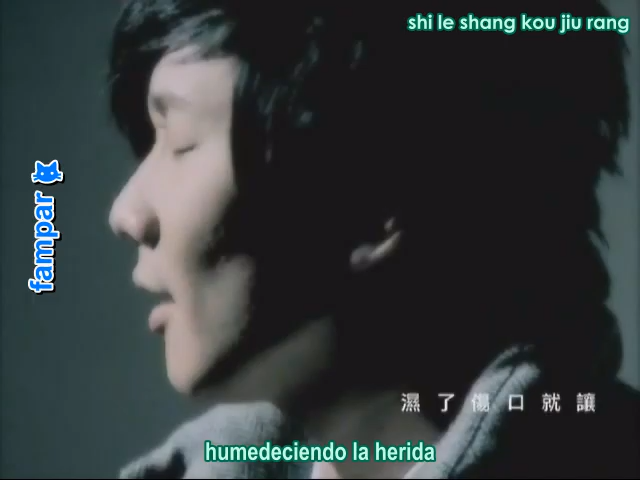 shi le shang kou jiu rang
fampar
濕了傷口就讓
humedeciendo la herida